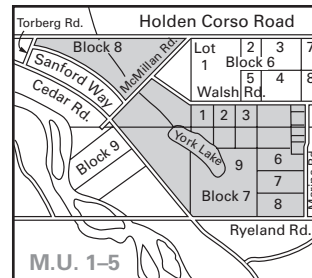 Holden Corso Road
Torberg Rd.
Block 8
McMillan Rd.
Lot 1
2 3 7
Block 6
5 4 8
Sanford Way
Walsh Rd.
Cedar Rd.
1 2 3
York Lake
Block 9
9
6
7
Block 7
8
Ryeland Rd.
M.U. 1–5